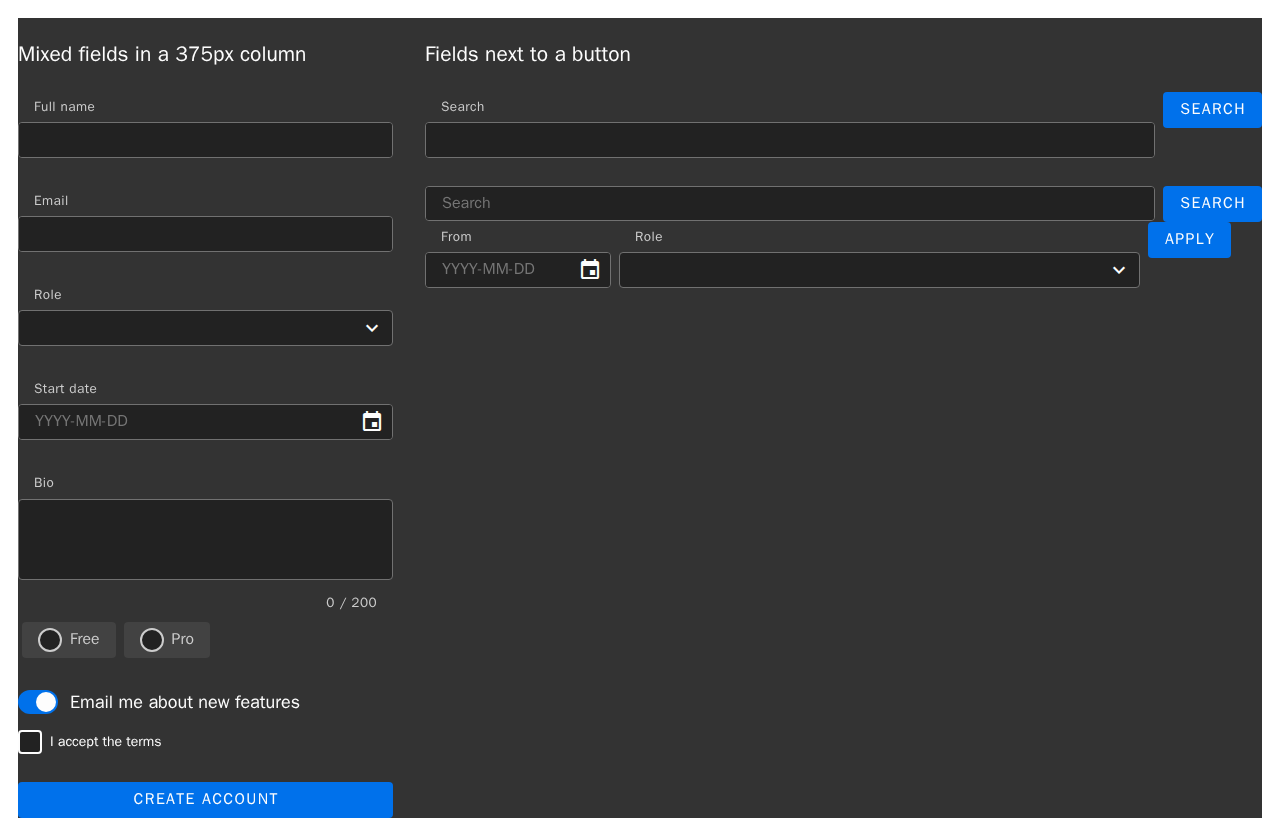 Mixed fields in a 375px column
Full name
Email
Role
Start date
YYYY-MM-DD
Bio
0 / 200
Free
Pro
Email me about new features
I accept the terms
CREATE ACCOUNT
Fields next to a button
Search
SEARCH
Search
SEARCH
From
Role
APPLY
YYYY-MM-DD